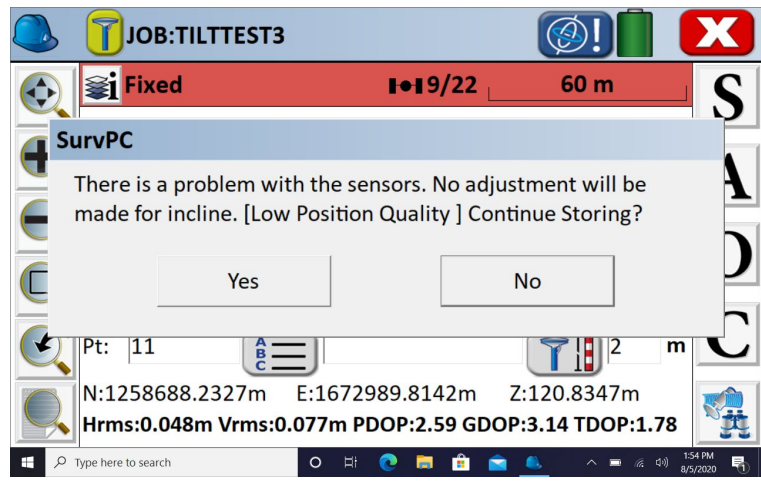 JOB:TILTTEST3
!
i Fixed 9/22 60 m
S
SurvPC
There is a problem with the sensors. No adjustment will be
made for incline. [Low Position Quality ] Continue Storing?
A
Yes No
O
Pt: 11 A B C 2 m C
N:1258688.2327m E:1672989.8142m Z:120.8347m
Hrms:0.048m Vrms:0.077m PDOP:2.59 GDOP:3.14 TDOP:1.78
Type here to search 1:54 PM
8/5/2020
1